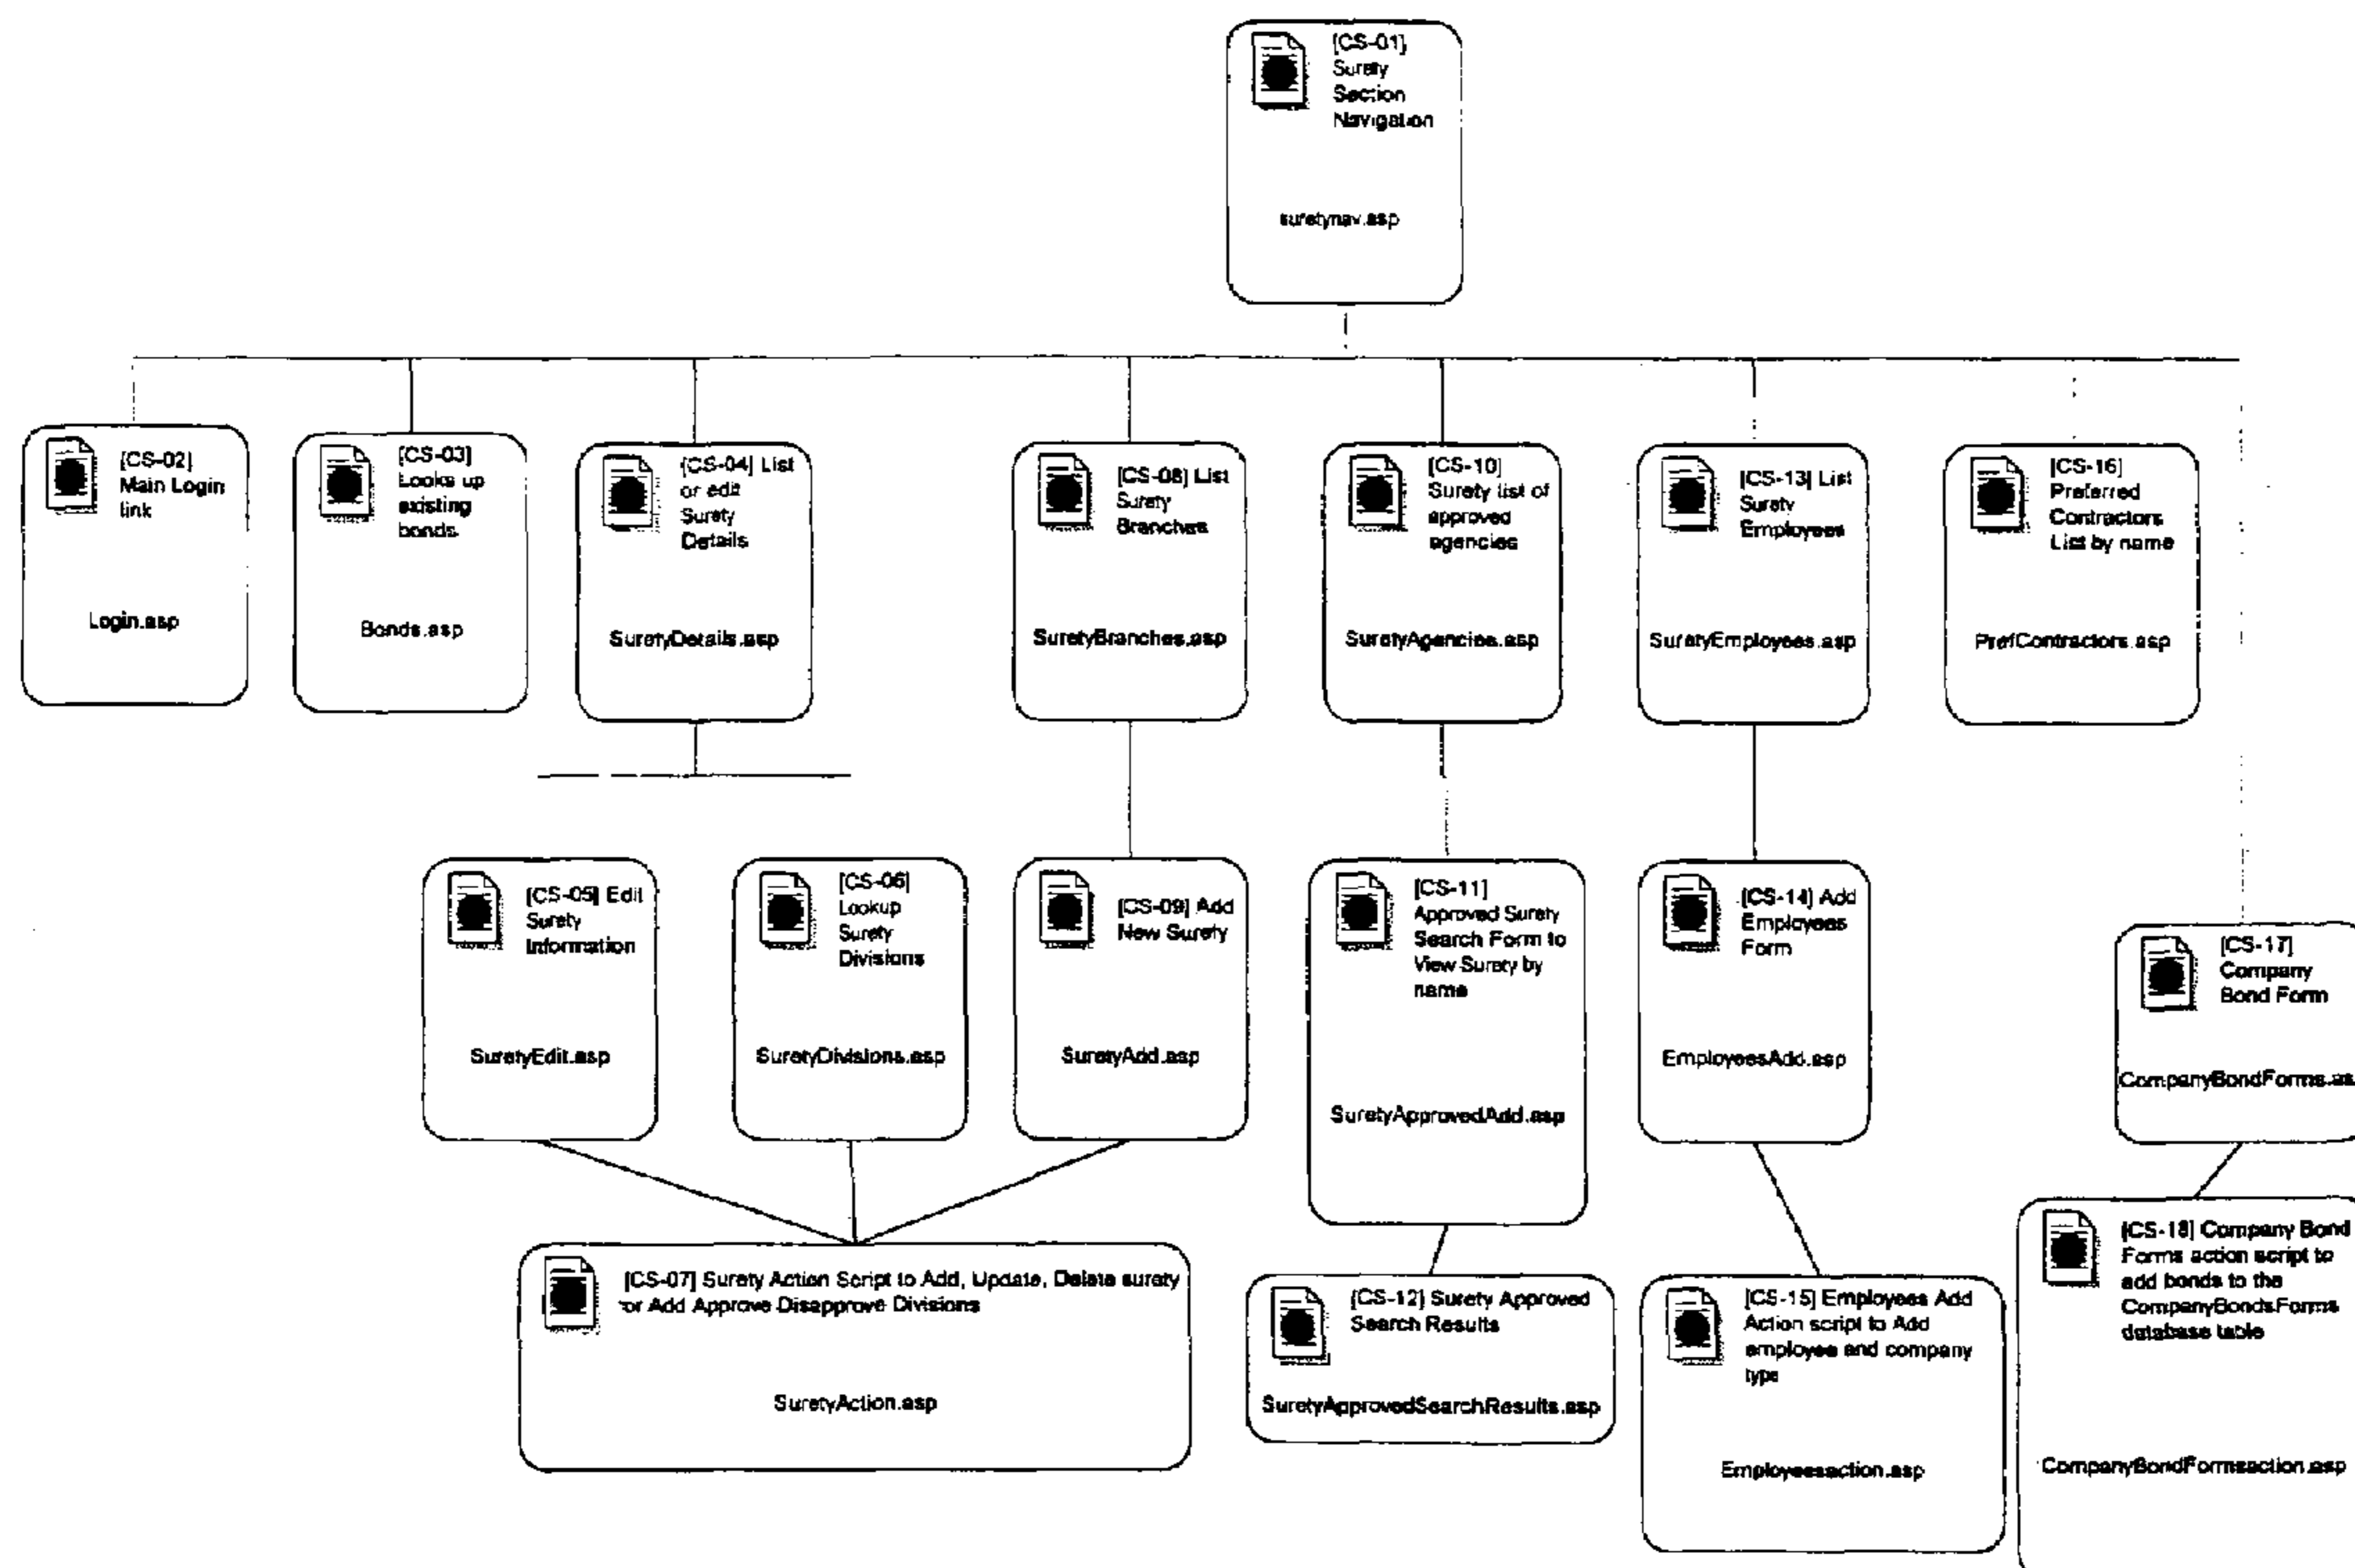 [CS-01]
Surety
Section
Navigation
suretynav.asp
[CS-02]
Main Login
link
Login.asp
[CS-03]
Looks up
existing
bonds.
Bonds.asp
[CS-04] List
or edit
Surety
Details
SuretyDetails.asp
[CS-08] List
Surety
Branches
SuretyBranches.asp
[CS-10]
Surety list of
approved
agencies
SuretyAgencies.asp
[CS-13] List
Surety
Employees
SuretyEmployees.asp
[CS-16]
Preferred
Contractors
List by name
PrefContractors.asp
[CS-05] Edit
Surety
Information
SuretyEdit.asp
[CS-06]
Lookup
Surety
Divisions
SuretyDivisions.asp
[CS-09] Add
New Surety
SuretyAdd.asp
[CS-11]
Approved Surety
Search Form to
View Surety by
name
SuretyApprovedAdd.asp
[CS-14] Add
Employees
Form
EmployeesAdd.asp
[CS-17]
Company
Bond Form
CompanyBondForms.as
[CS-07] Surety Action Script to Add, Update, Delete surety
or Add Approve Disapprove Divisions
SuretyAction.asp
[CS-12] Surety Approved
Search Results
SuretyApprovedSearchResults.asp
[CS-15] Employees Add
Action script to Add
employee and company
type
Employeesaction.asp
[CS-18] Company Bond
Forms action script to
add bonds to the
CompanyBondsForms
database table
CompanyBondFormsaction.asp